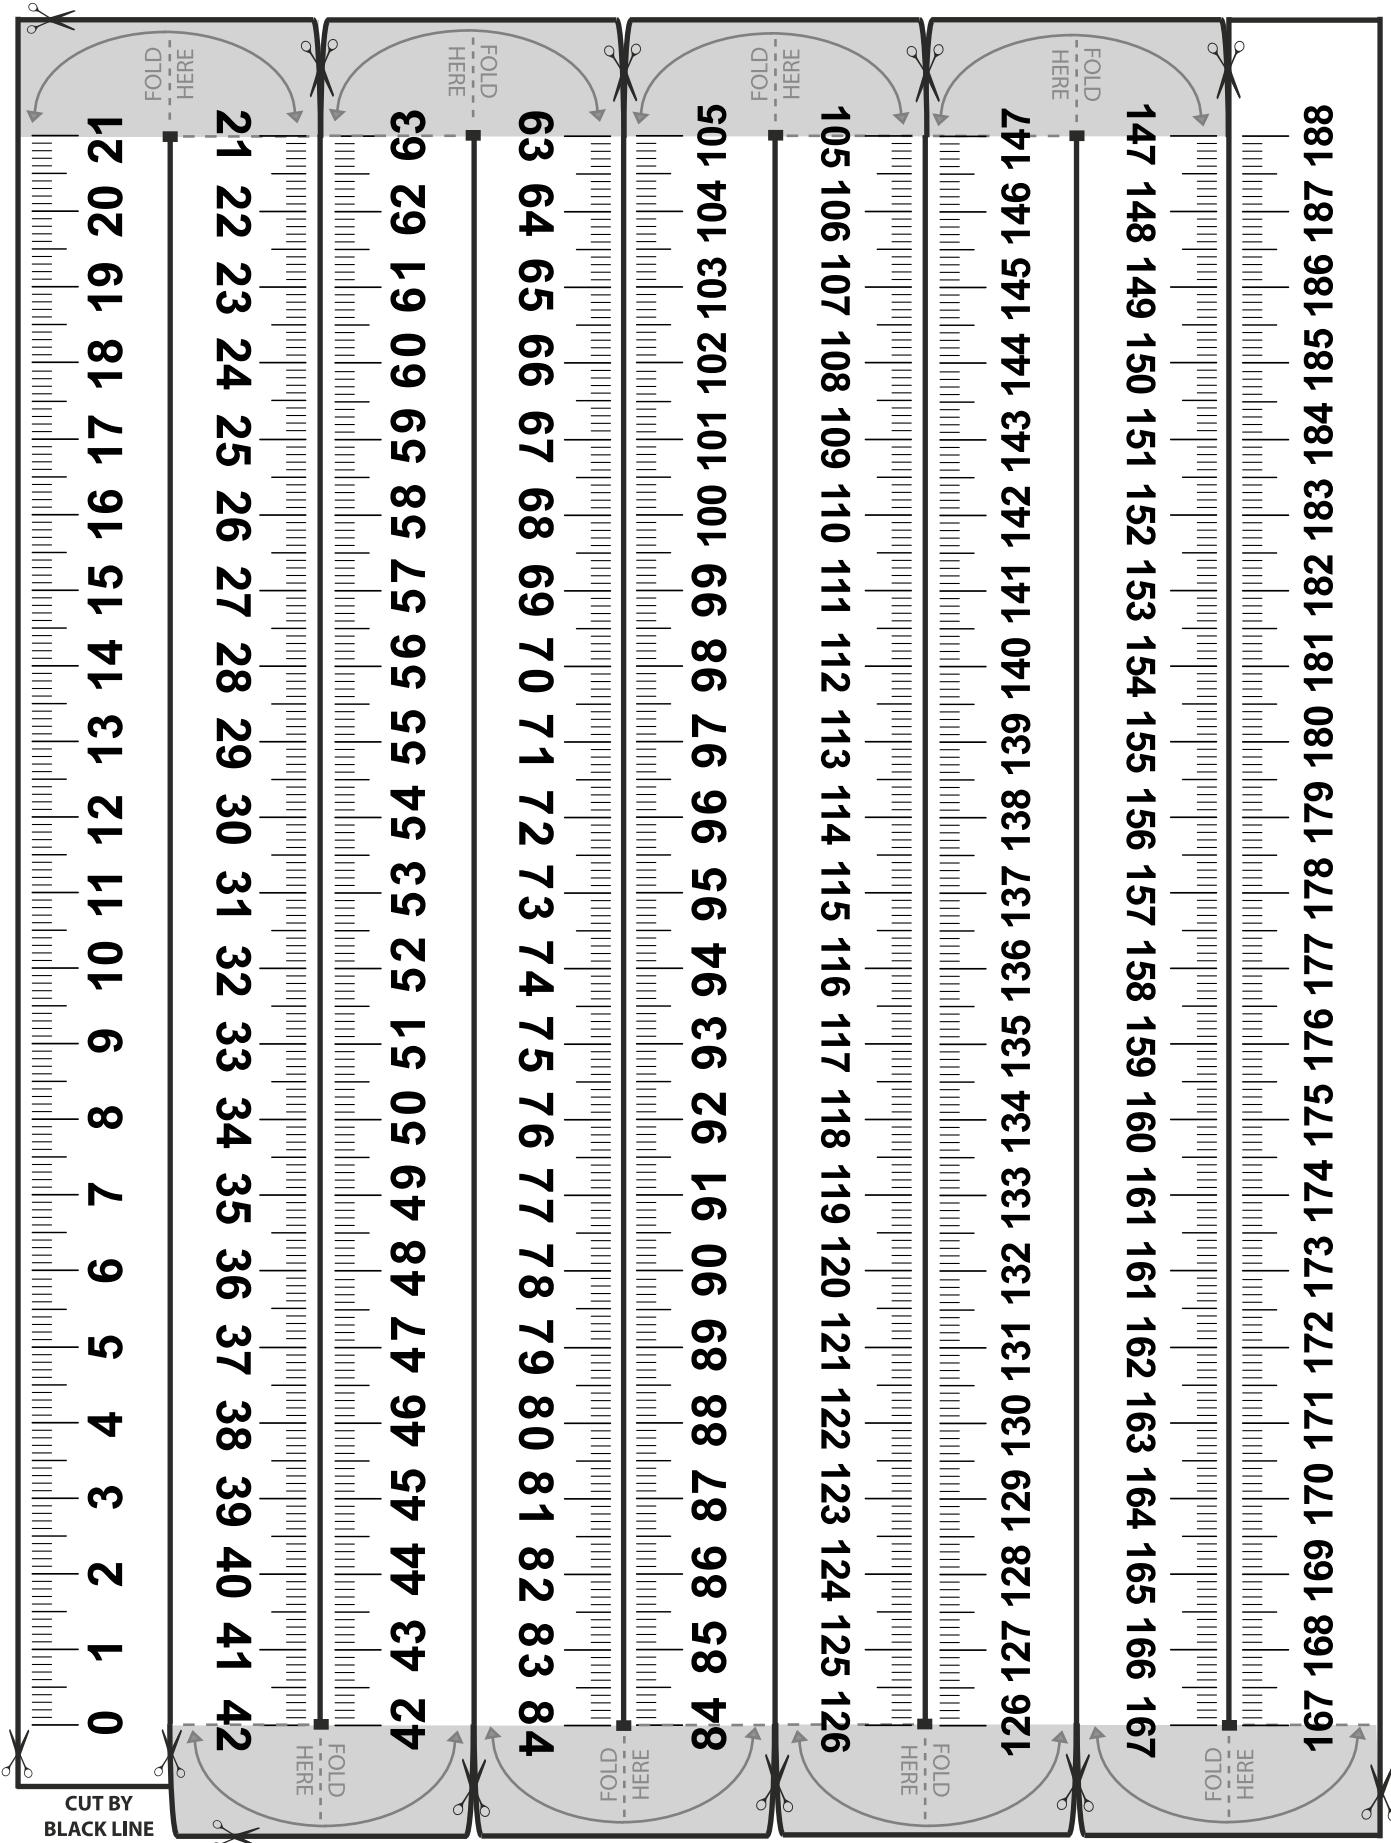 FOLD
HERE
FOLD
HERE
FOLD
HERE
FOLD
HERE
0 1 2 3 4 5 6 7 8 9 10 11 12 13 14 15 16 17 18 19 20 21
21 22 23 24 25 26 27 28 29 30 31 32 33 34 35 36 37 38 39 40 41 42
42 43 44 45 46 47 48 49 50 51 52 53 54 55 56 57 58 59 60 61 62 63
63 64 65 66 67 68 69 70 71 72 73 74 75 76 77 78 79 80 81 82 83 84
84 85 86 87 88 89 90 91 92 93 94 95 96 97 98 99 100 101 102 103 104 105
105 106 107 108 109 110 111 112 113 114 115 116 117 118 119 120 121 122 123 124 125 126
126 127 128 129 130 131 132 133 134 135 136 137 138 139 140 141 142 143 144 145 146 147
147 148 149 150 151 152 153 154 155 156 157 158 159 160 161 161 162 163 164 165 166 167
167 168 169 170 171 172 173 174 175 176 177 178 179 180 181 182 183 184 185 186 187 188
FOLD
HERE
FOLD
HERE
FOLD
HERE
FOLD
HERE
CUT BY
BLACK LINE